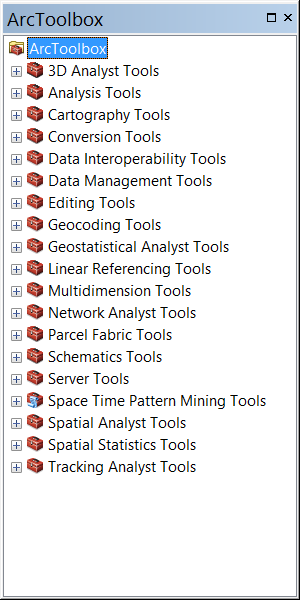 ArcToolbox
ArcToolbox
3D Analyst Tools
Analysis Tools
Cartography Tools
Conversion Tools
Data Interoperability Tools
Data Management Tools
Editing Tools
Geocoding Tools
Geostatistical Analyst Tools
Linear Referencing Tools
Multidimension Tools
Network Analyst Tools
Parcel Fabric Tools
Schematics Tools
Server Tools
Space Time Pattern Mining Tools
Spatial Analyst Tools
Spatial Statistics Tools
Tracking Analyst Tools